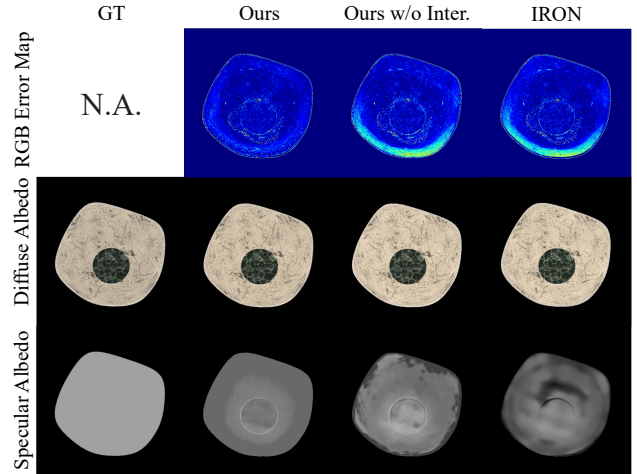 GT Ours Ours w/o Inter. IRON
RGB Error Map
N.A.
Diffuse Albedo
Specular Albedo